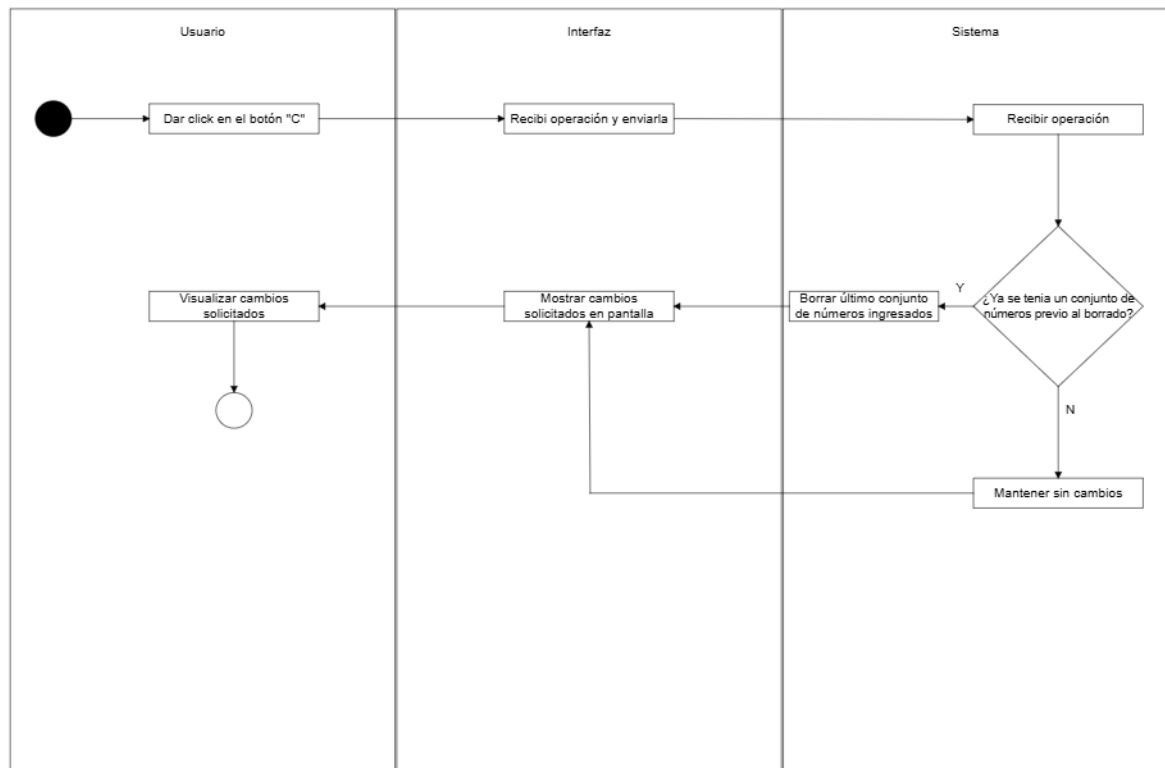 Usuario
Interfaz
Sistema
Dar click en el botón "C"
Recibi operación y enviarla
Recibir operación
Visualizar cambios
solicitados
Mostrar cambios
solicitados en pantalla
Borrar último conjunto
de números ingresados
Y
¿Ya se tenia un conjunto de
números previo al borrado?
N
Mantener sin cambios